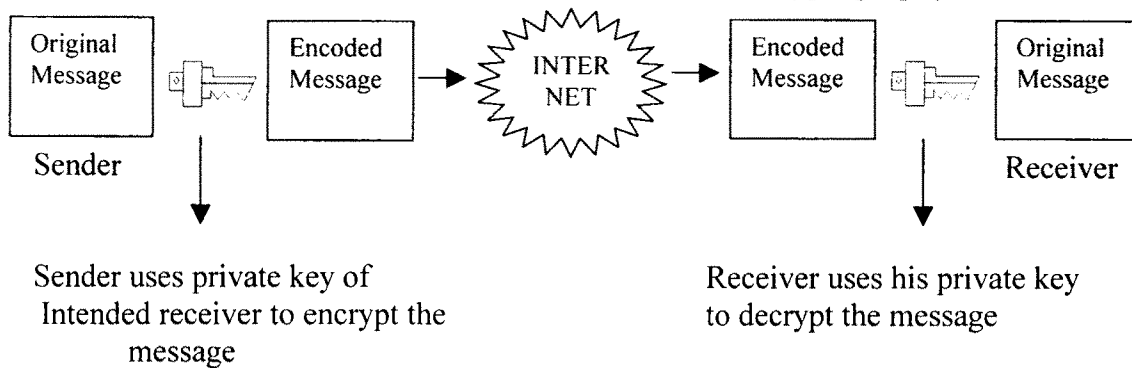 Original
Message
Encoded
Message
INTER
NET
Encoded
Message
Original
Message
Sender
Receiver
Sender uses private key of
Intended receiver to encrypt the
message
Receiver uses his private key
to decrypt the message